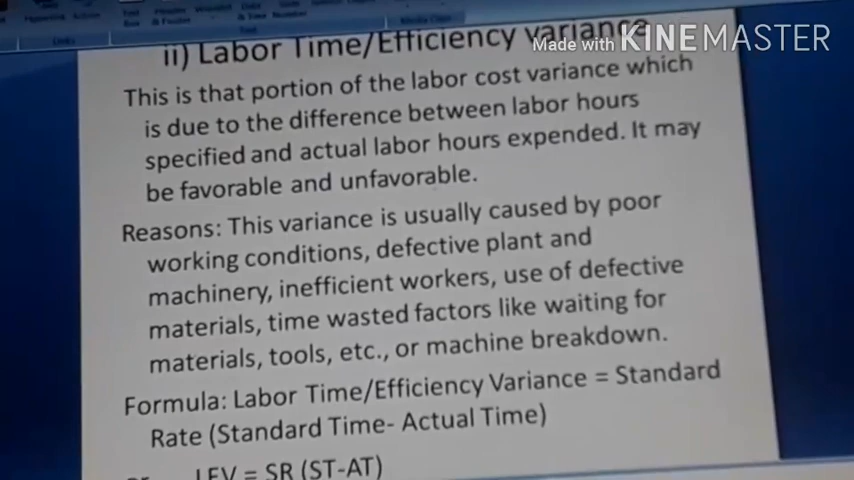 Made with KINEMASTER
ii) Labor Time/Efficiency variance
This is that portion of the labor cost variance which
is due to the difference between labor hours
specified and actual labor hours expended. It may
be favorable and unfavorable.
Reasons: This variance is usually caused by poor
working conditions, defective plant and
machinery, inefficient workers, use of defective
materials, time wasted factors like waiting for
materials, tools, etc., or machine breakdown.
Formula: Labor Time/Efficiency Variance = Standard
Rate (Standard Time- Actual Time)
or LEV = SR (ST-AT)